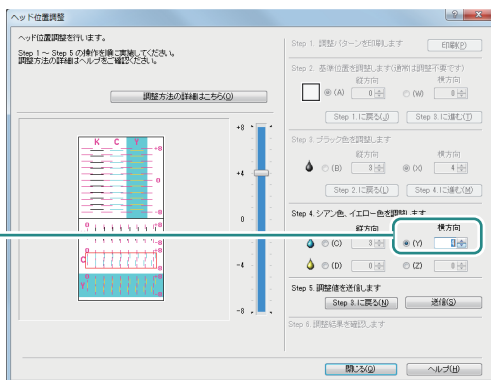 ヘッド位置調整
ヘッド位置調整を行います。
Step 1 ～ Step 5 の操作を順に実施してください。
調整方法の詳細はヘルプをご確認ください。
調整方法の詳細はこちら(O)
K C Y
+8
0
-8
+8
+4
0
-4
-8
C
Y
Step 1. 調整パターンを印刷します
印刷(P)
Step 2. 基準位置を調整します(通常は調整不要です)
縦方向 横方向
(A) 0 (W) 0
Step 1.に戻る(J) Step 3.に進む(T)
Step 3. ブラック色を調整します
縦方向 横方向
(B) 3 (X) 4
Step 2.に戻る(L) Step 4.に進む(M)
Step 4. シアン色、イエロー色を調整します
縦方向 横方向
(C) 3 (Y)
(D) 0 (Z) 8
Step 5. 調整値を送信します
Step 3.に戻る(N) 送信(S)
Step 6. 調整結果を確認します
閉じる(Q) ヘルプ(H)